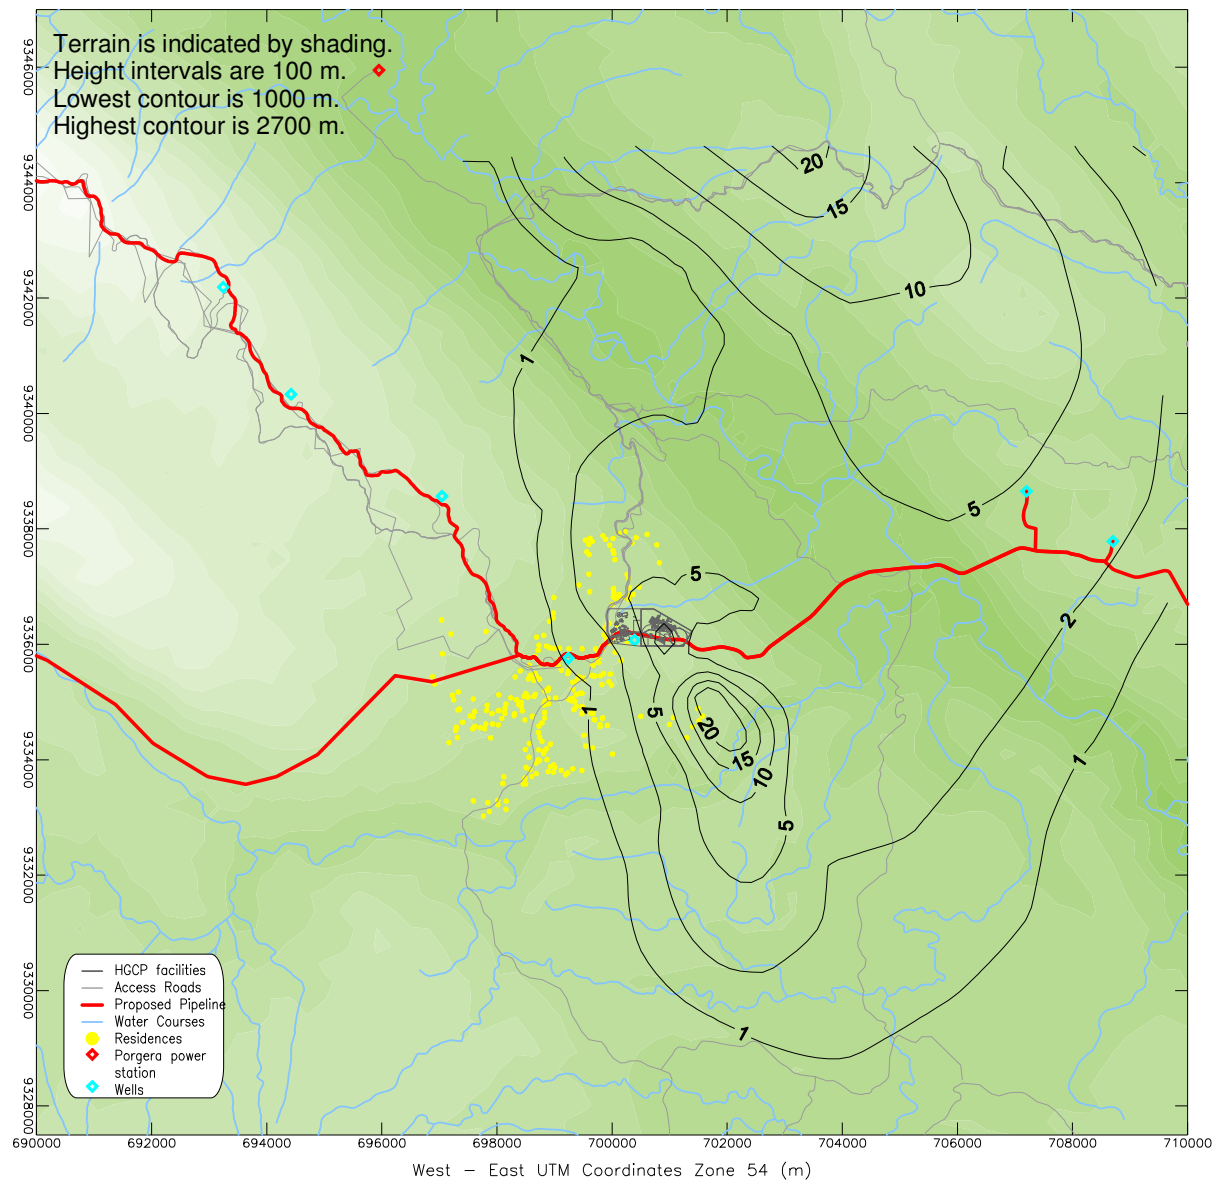 Terrain is indicated by shading.
Height intervals are 100 m.
Lowest contour is 1000 m.
Highest contour is 2700 m.
9346000
9344000
9342000
9340000
9338000
9336000
9334000
9332000
9330000
9328000
20
15
10
1
5
5
2
1
5
20
15
10
5
1
1
HGCP facilities
Access Roads
Proposed Pipeline
Water Courses
Residences
Porgera power
station
Wells
690000 692000 694000 696000 698000 700000 702000 704000 706000 708000 710000
West – East UTM Coordinates Zone 54 (m)